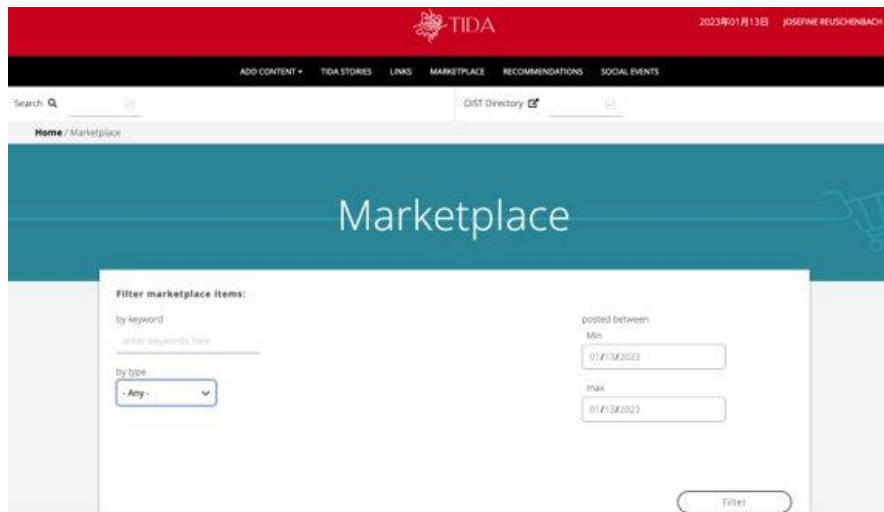 TIDA
2023年01月13日 JOSEFINE REUSCHENBACH
ADD CONTENT TIDA STORIES LINKS MARKETPLACE RECOMMENDATIONS SOCIAL EVENTS
Search OIST Directory
Home / Marketplace
Marketplace
Filter marketplace items:
by keyword
enter keywords here
by type
- Any -
posted between
Min
01/13/2023
max
01/13/2023
Filter